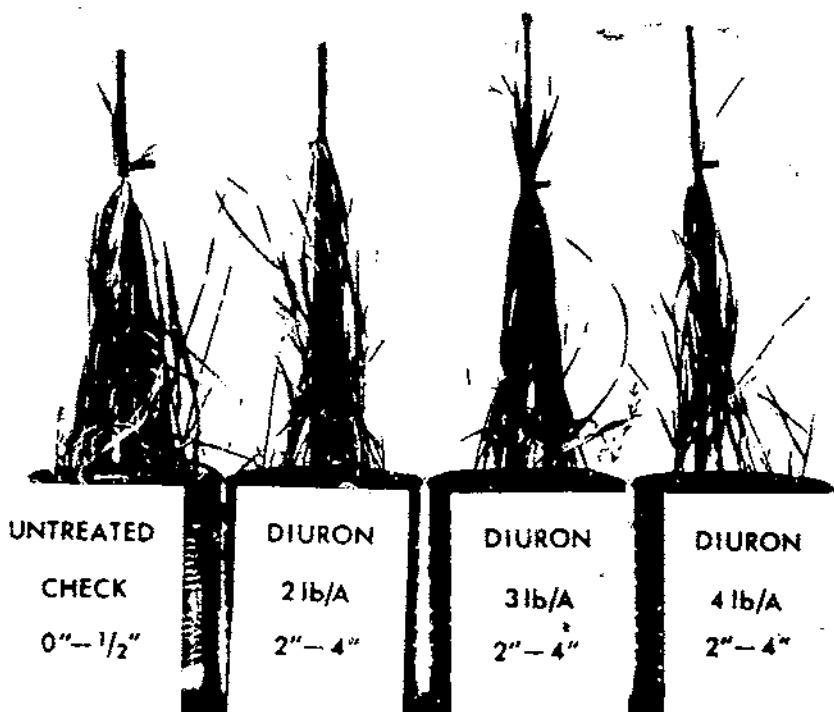 UNTREATED
CHECK
0"–1/2"
DIURON
2 lb/A
2"–4"
DIURON
3 lb/A
2"–4"
DIURON
4 lb/A
2"–4"